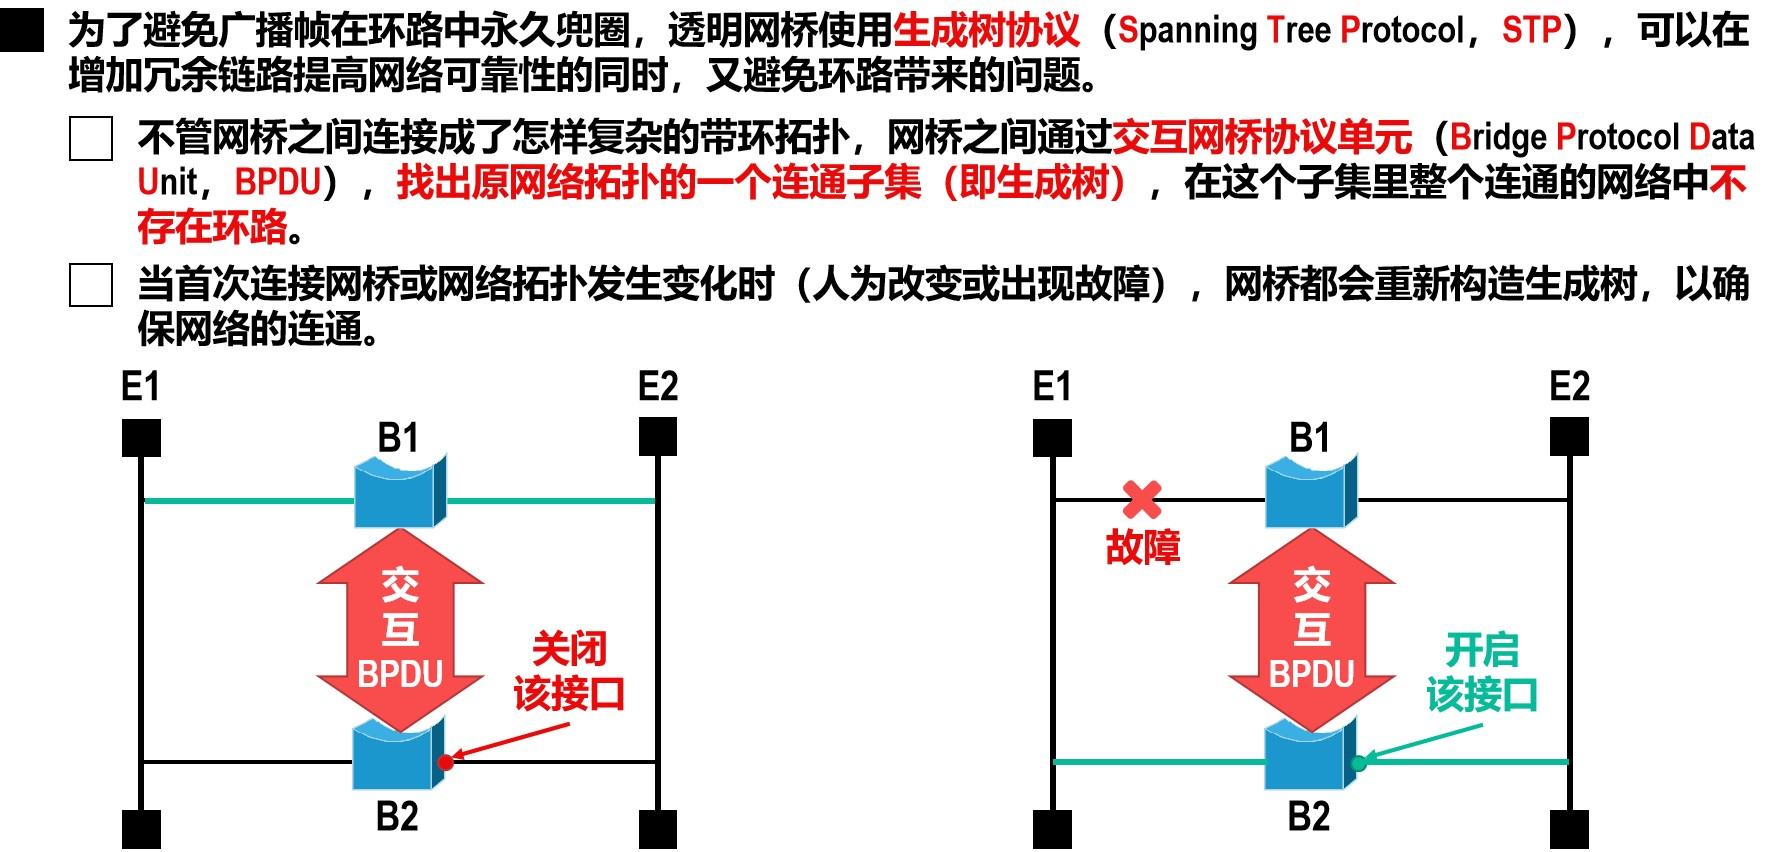 为了避免广播帧在环路中永久兜圈，透明网桥使用生成树协议（Spanning Tree Protocol，STP），可以在
增加冗余链路提高网络可靠性的同时，又避免环路带来的问题。
不管网桥之间连接成了怎样复杂的带环拓扑，网桥之间通过交互网桥协议单元（Bridge Protocol Data
Unit，BPDU），找出原网络拓扑的一个连通子集（即生成树），在这个子集里整个连通的网络中不
存在环路。
当首次连接网桥或网络拓扑发生变化时（人为改变或出现故障），网桥都会重新构造生成树，以确
保网络的连通。
E1
E2
B1
交
互
BPDU
关闭
该接口
B2
E1
E2
B1
故障
交
互
BPDU
开启
该接口
B2